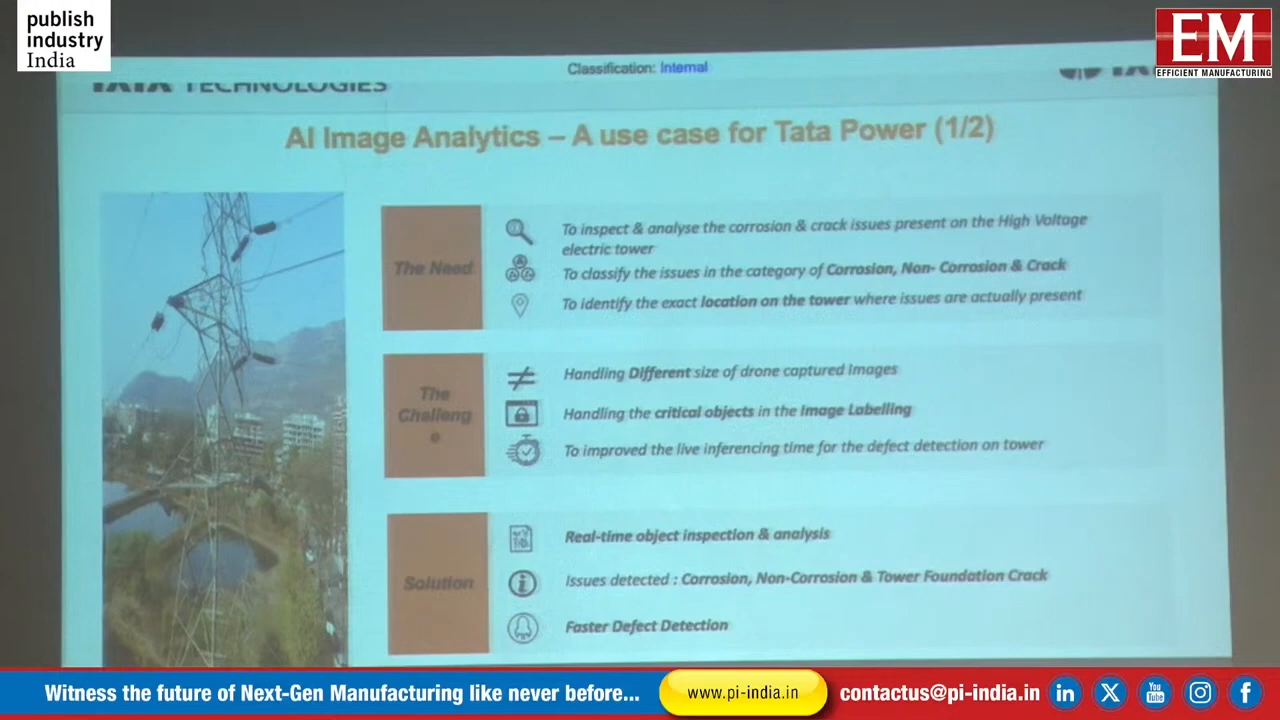 publish
industry
India
EM
EFFICIENT MANUFACTURING
Classification: Internal
TATA TECHNOLOGIES
AI Image Analytics – A use case for Tata Power (1/2)
The Need
To inspect & analyse the corrosion & crack issues present on the High Voltage
electric tower
To classify the issues in the category of Corrosion, Non- Corrosion & Crack
To identify the exact location on the tower where issues are actually present
The
Challeng
e
Handling Different size of drone captured Images
Handling the critical objects in the Image Labelling
To improved the live inferencing time for the defect detection on tower
Solution
Real-time object inspection & analysis
Issues detected : Corrosion, Non-Corrosion & Tower Foundation Crack
Faster Defect Detection
Witness the future of Next-Gen Manufacturing like never before...
www.pi-india.in
contactus@pi-india.in
in
X
You
Tube
f